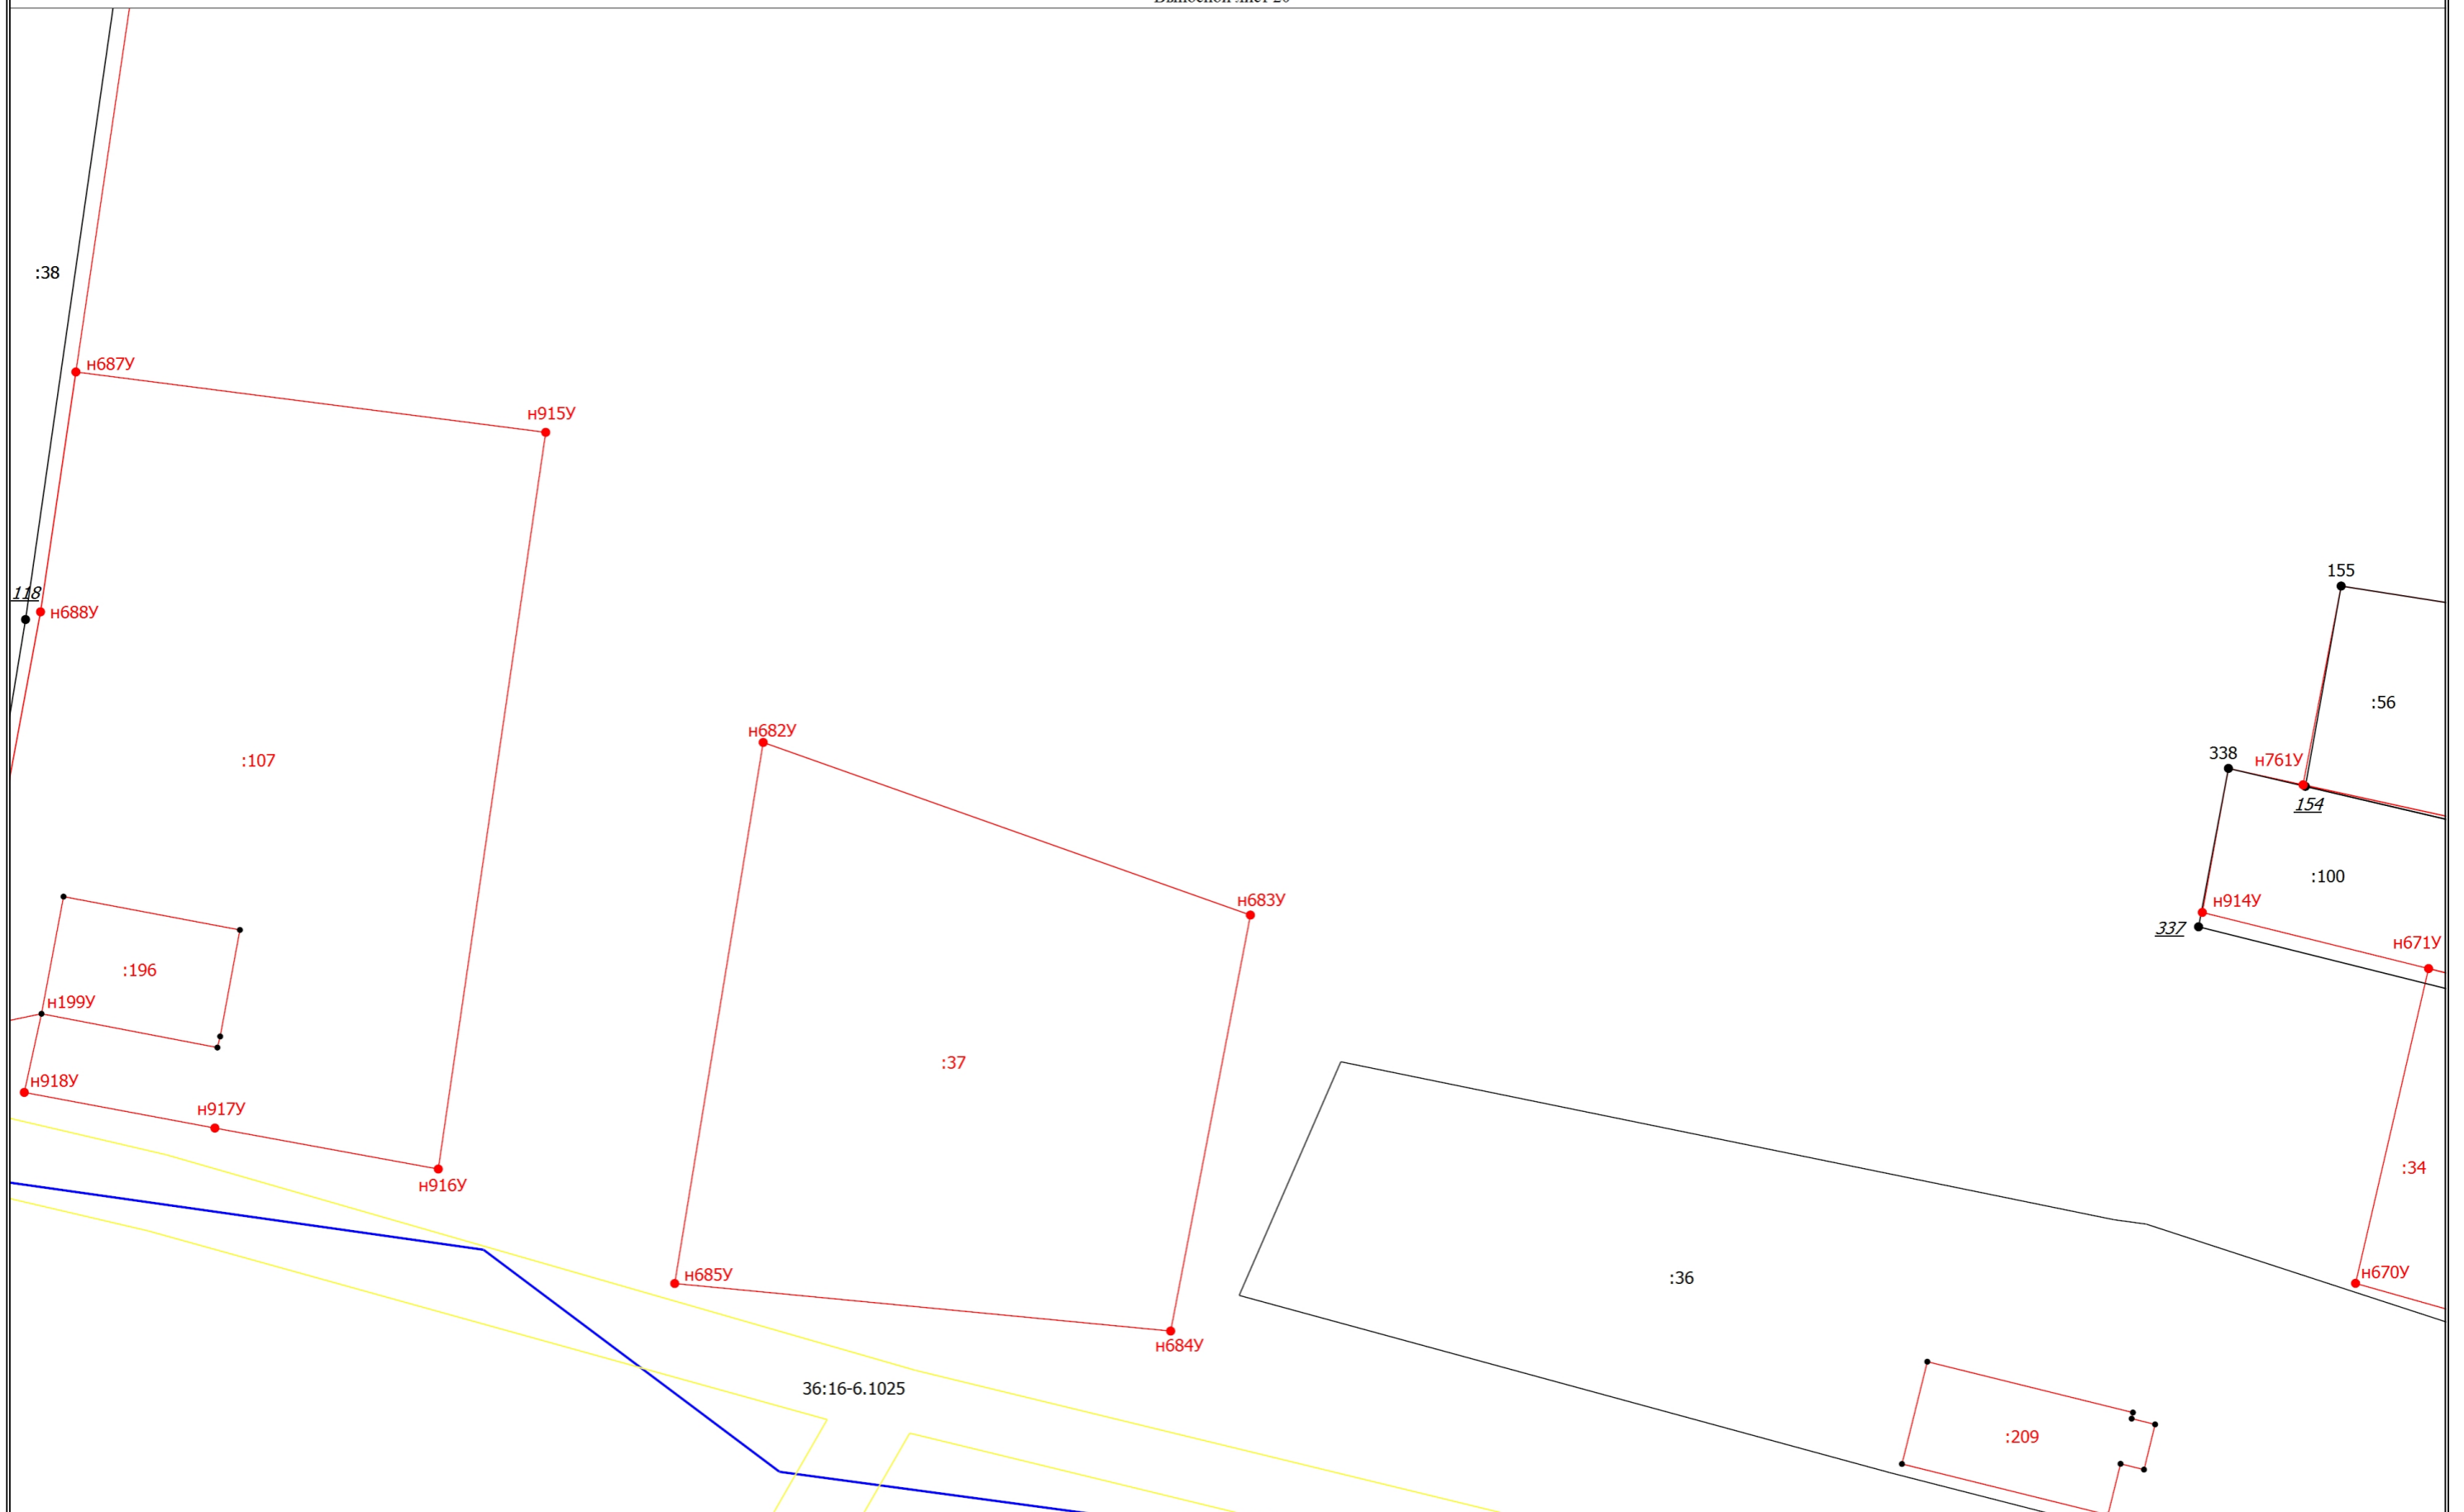 :38
н687У
н915У
155
118
н688У
:56
н682У
338
н761У
:107
154
:100
н683У
н914У
337
н671У
:196
н199У
:37
н918У
н917У
:34
н916У
н685У
:36
н670У
н684У
36:16-6.1025
:209